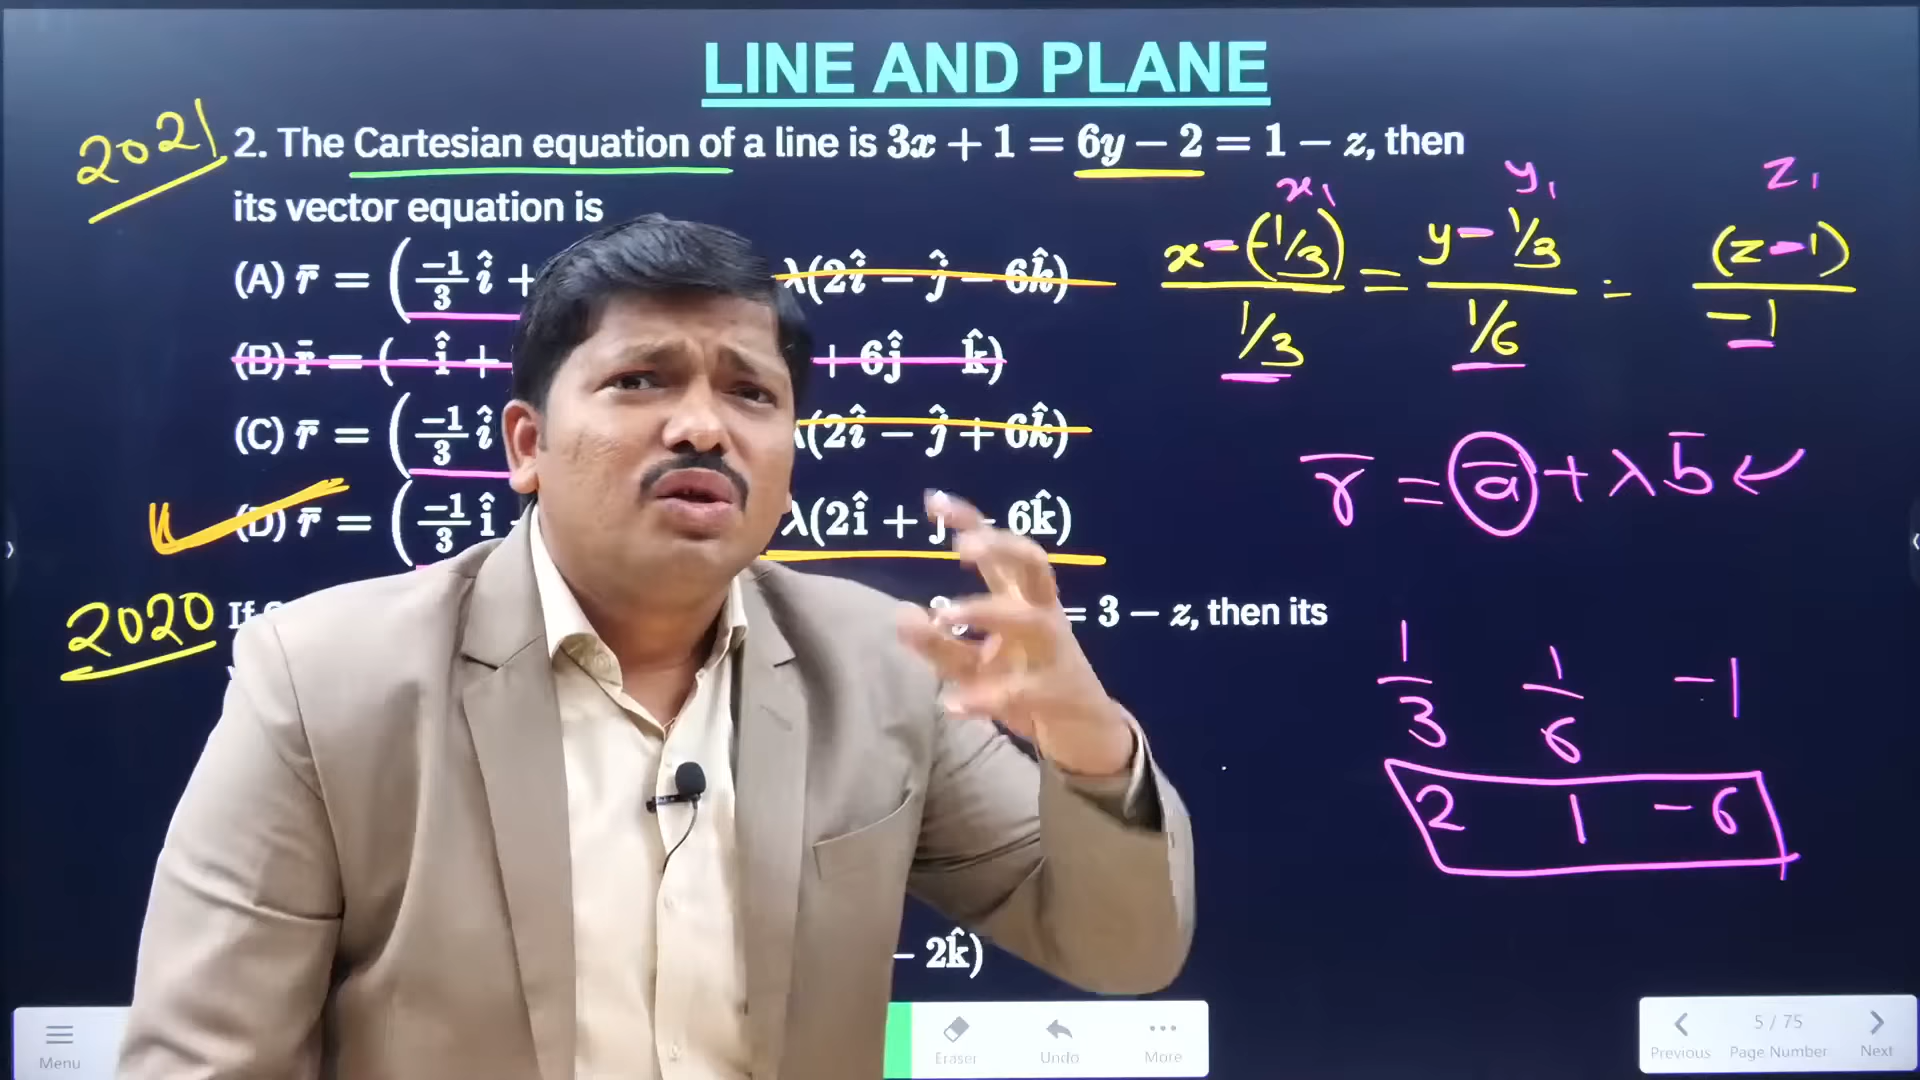 LINE AND PLANE
2021
2. The Cartesian equation of a line is 3x + 1 = 6y − 2 = 1 − z, then
its vector equation is
(A) r̄ = (-1/3 î + λ(2î − ĵ − 6k̂)
(B) r̄ = (−î + + 6ĵ k̂)
(C) r̄ = (-1/3 î λ(2î − ĵ + 6k̂)
(D) r̄ = (-1/3 î λ(2î + ĵ − 6k̂)
x₁ y₁ z₁
x-(-1/3)/1/3 = y-1/3/1/6 = (z-1)/-1
r̄ = ā + λb̄
2020 If = 3 − z, then its
1/3 1/6 -1
2 1 -6
− 2k̂)
Menu
Eraser
Undo
More
Previous
5 / 75
Page Number
Next